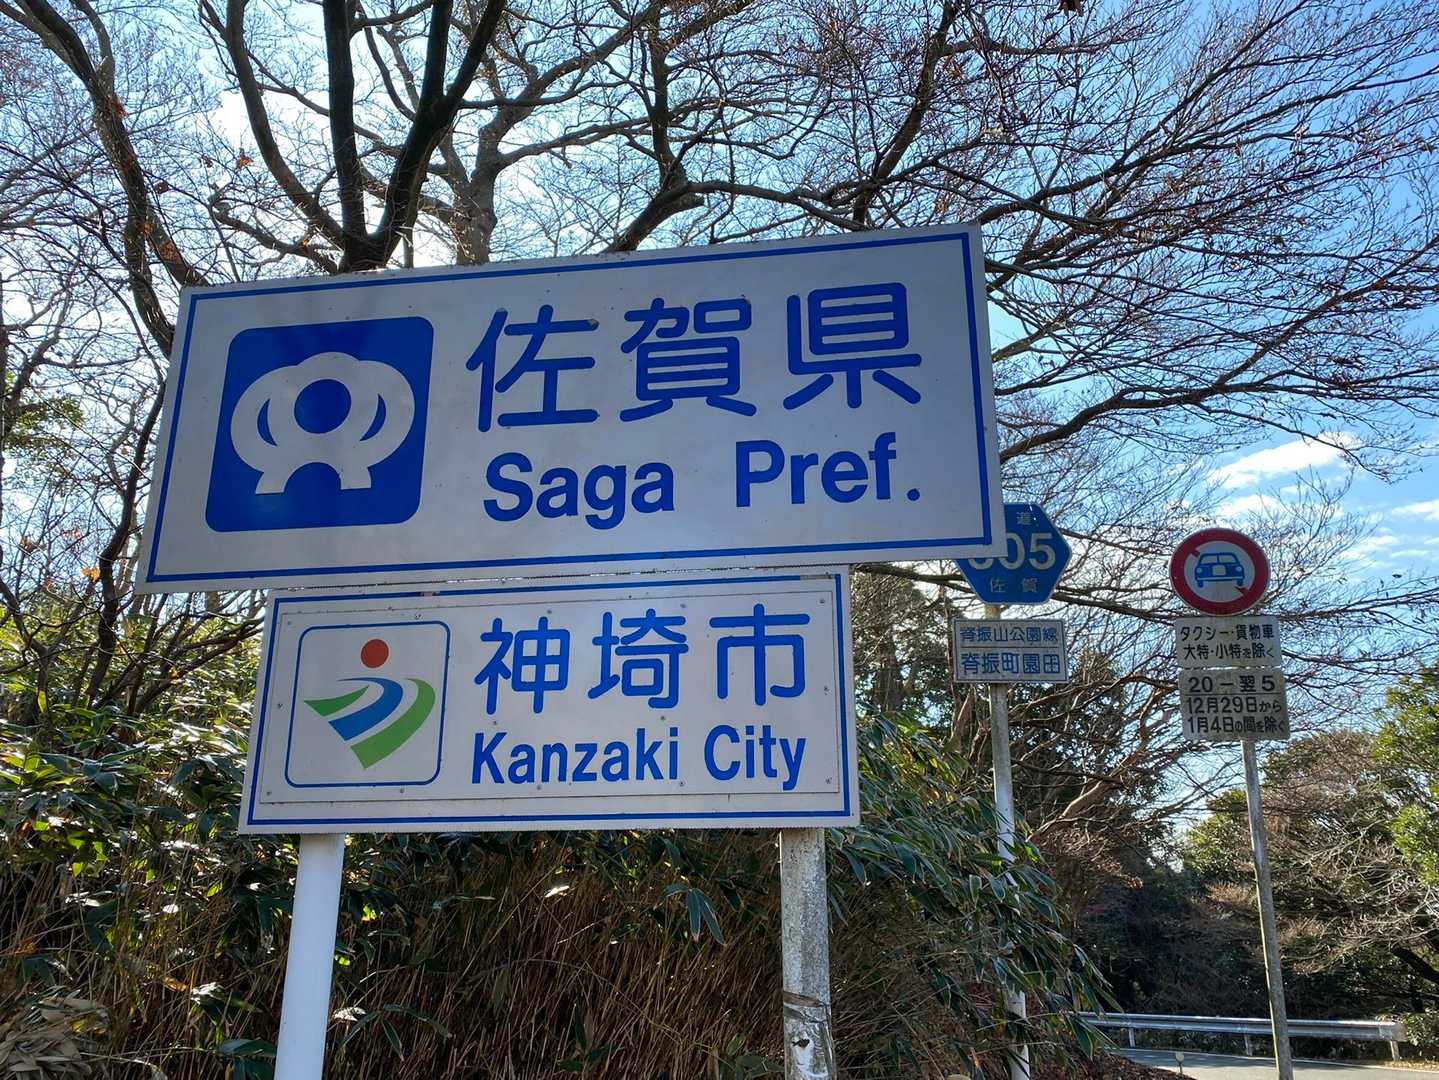 佐賀県
Saga Pref.
神埼市
Kanzaki City
道
05
佐賀
脊振山公園線
脊振町園田
タクシー・貨物車
大特・小特を除く
20-翌5
12月29日から
1月4日の間を除く